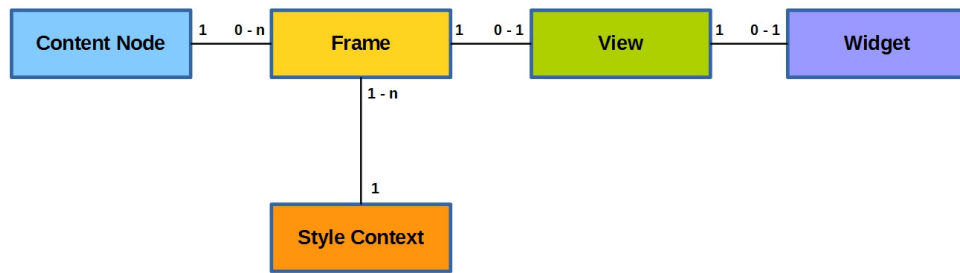 Content Node
1
0 - n
Frame
1
0 - 1
View
1
0 - 1
Widget
1 - n
1
Style Context